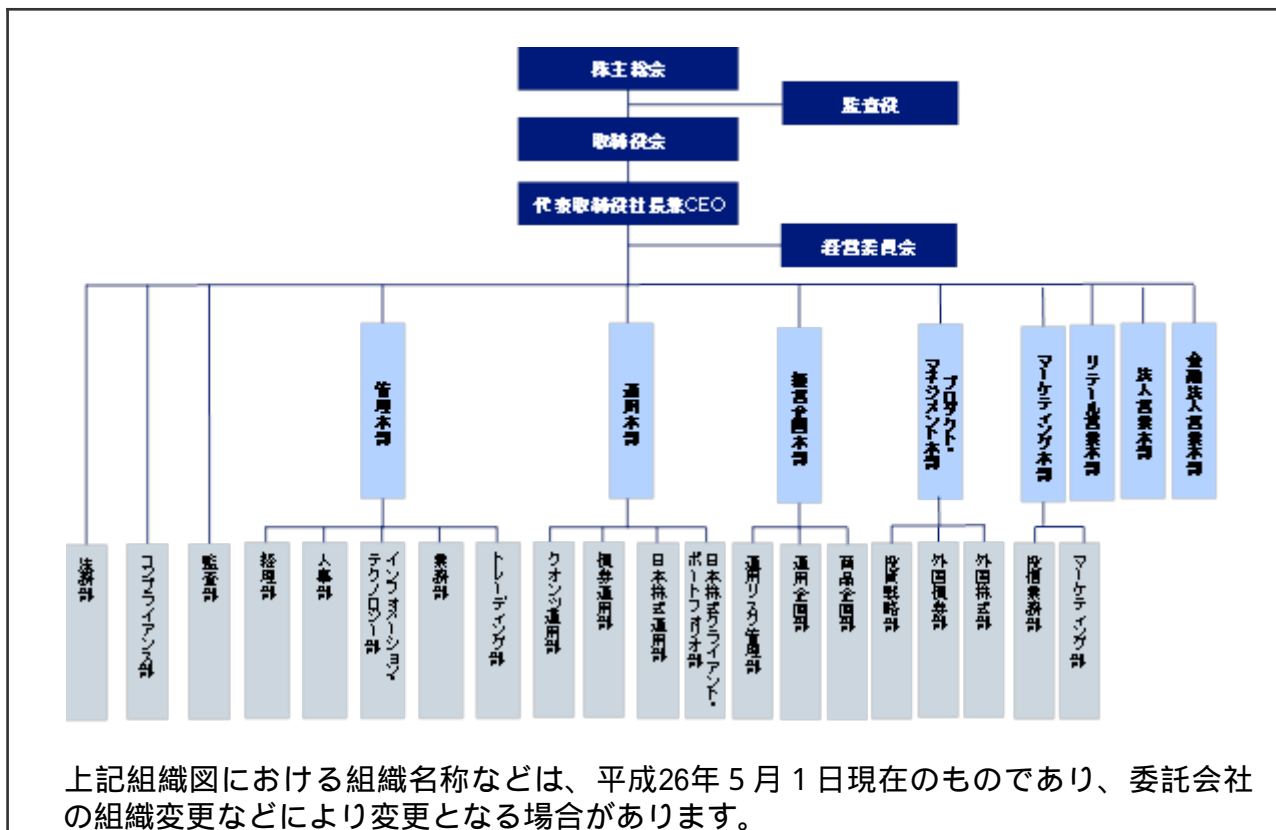 株主総会
監査役
取締役会
代表取締役社長兼CEO
経営委員会
管理本部
運用本部
経営企画本部
プロダクト・
マネジメント本部
マーケティング本部
リテール営業本部
法人営業本部
金融法人営業本部
法務部
コンプライアンス部
監査部
経理部
人事部
インフォメーション・
テクノロジー部
業務部
トレーディング部
クオンツ運用部
債券運用部
日本株式運用部
日本株式クライアント・
ポートフォリオ部
運用リスク管理部
運用企画部
商品企画部
投資戦略部
外国債券部
外国株式部
投信業務部
マーケティング部
上記組織図における組織名称などは、平成26年5月1日現在のものであり、委託会社
の組織変更などにより変更となる場合があります。